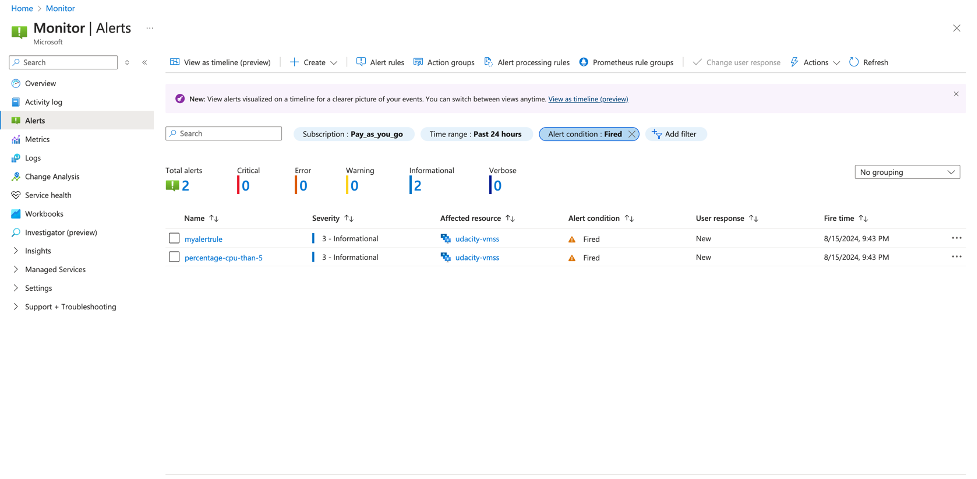 Home > Monitor
Monitor | Alerts ...
Microsoft
Search
Overview
Activity log
Alerts
Metrics
Logs
Change Analysis
Service health
Workbooks
Investigator (preview)
Insights
Managed Services
Settings
Support + Troubleshooting
View as timeline (preview) Create Alert rules Action groups Alert processing rules Prometheus rule groups Change user response Actions Refresh
New: View alerts visualized on a timeline for a clearer picture of your events. You can switch between views anytime. View as timeline (preview)
Search Subscription : Pay_as_you_go Time range : Past 24 hours Alert condition : Fired Add filter
Total alerts Critical Error Warning Informational Verbose
2 0 0 0 2 0
No grouping
Name Severity Affected resource Alert condition User response Fire time
myalertrule 3 - Informational udacity-vmss Fired New 8/15/2024, 9:43 PM
percentage-cpu-than-5 3 - Informational udacity-vmss Fired New 8/15/2024, 9:43 PM